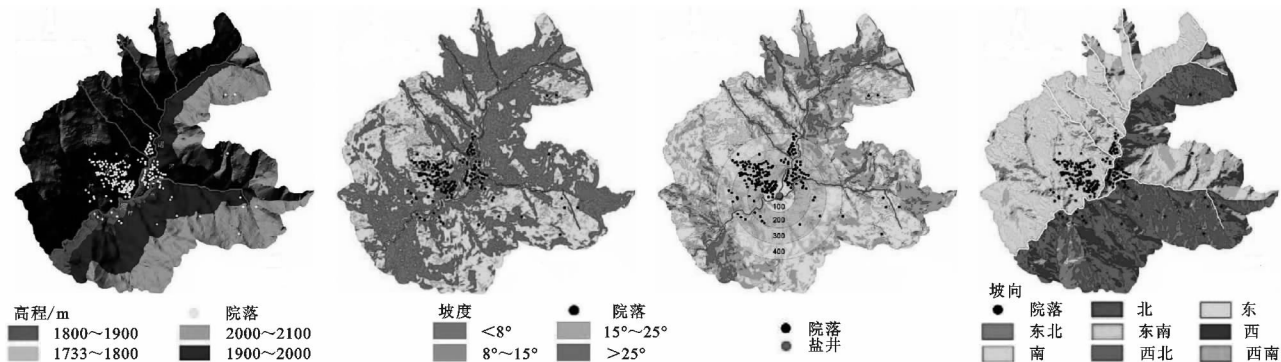 100
200
300
400
高程/m
院落
1800～1900
2000～2100
1733～1800
1900～2000
坡度
院落
<8°
15°～25°
8°～15°
>25°
院落
盐井
坡向
院落
北
东
东北
东南
西
南
西北
西南